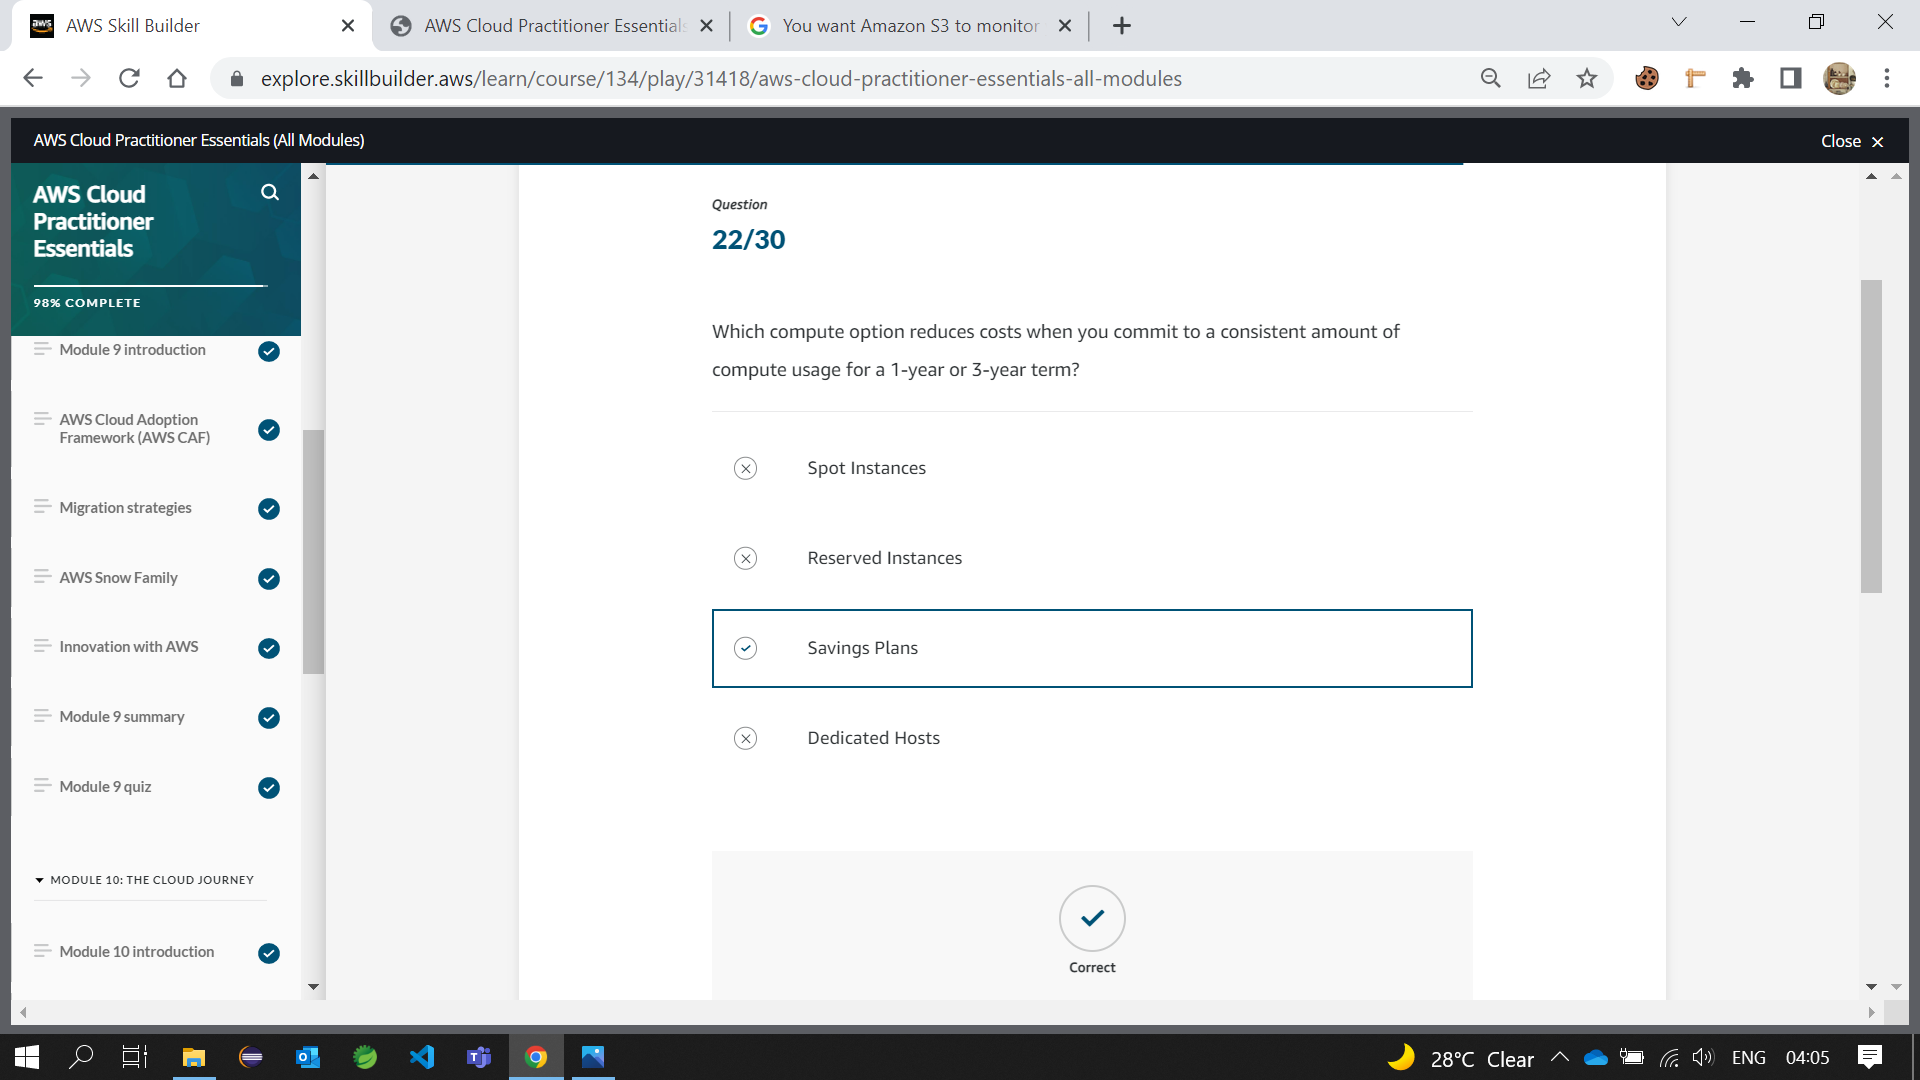 AWS Skill Builder
AWS Cloud Practitioner Essentials
You want Amazon S3 to monitor
explore.skillbuilder.aws/learn/course/134/play/31418/aws-cloud-practitioner-essentials-all-modules
AWS Cloud Practitioner Essentials (All Modules)
Close
AWS Cloud
Practitioner
Essentials
98% COMPLETE
Module 9 introduction
AWS Cloud Adoption
Framework (AWS CAF)
Migration strategies
AWS Snow Family
Innovation with AWS
Module 9 summary
Module 9 quiz
MODULE 10: THE CLOUD JOURNEY
Module 10 introduction
Question
22/30
Which compute option reduces costs when you commit to a consistent amount of
compute usage for a 1-year or 3-year term?
Spot Instances
Reserved Instances
Savings Plans
Dedicated Hosts
Correct
28°C Clear
ENG
04:05